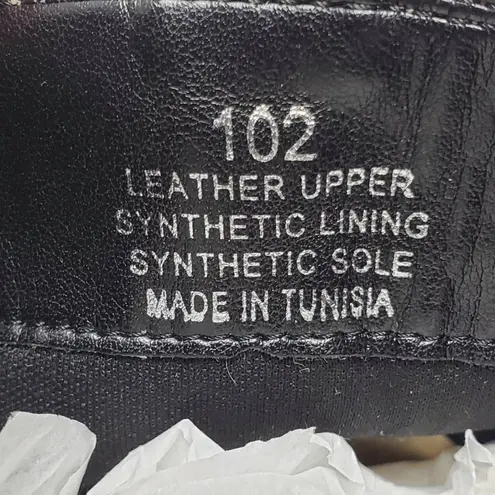 102
LEATHER UPPER
SYNTHETIC LINING
SYNTHETIC SOLE
MADE IN TUNISIA